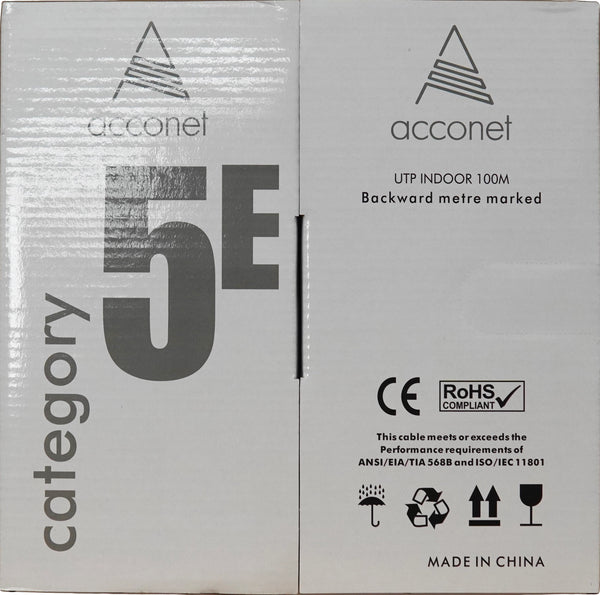 acconet
5E
category
acconet
UTP INDOOR 100M
Backward metre marked
CE RoHS
COMPLIANT
This cable meets or exceeds the
Performance requirements of
ANSI/EIA/TIA 568B and ISO/IEC 11801
MADE IN CHINA